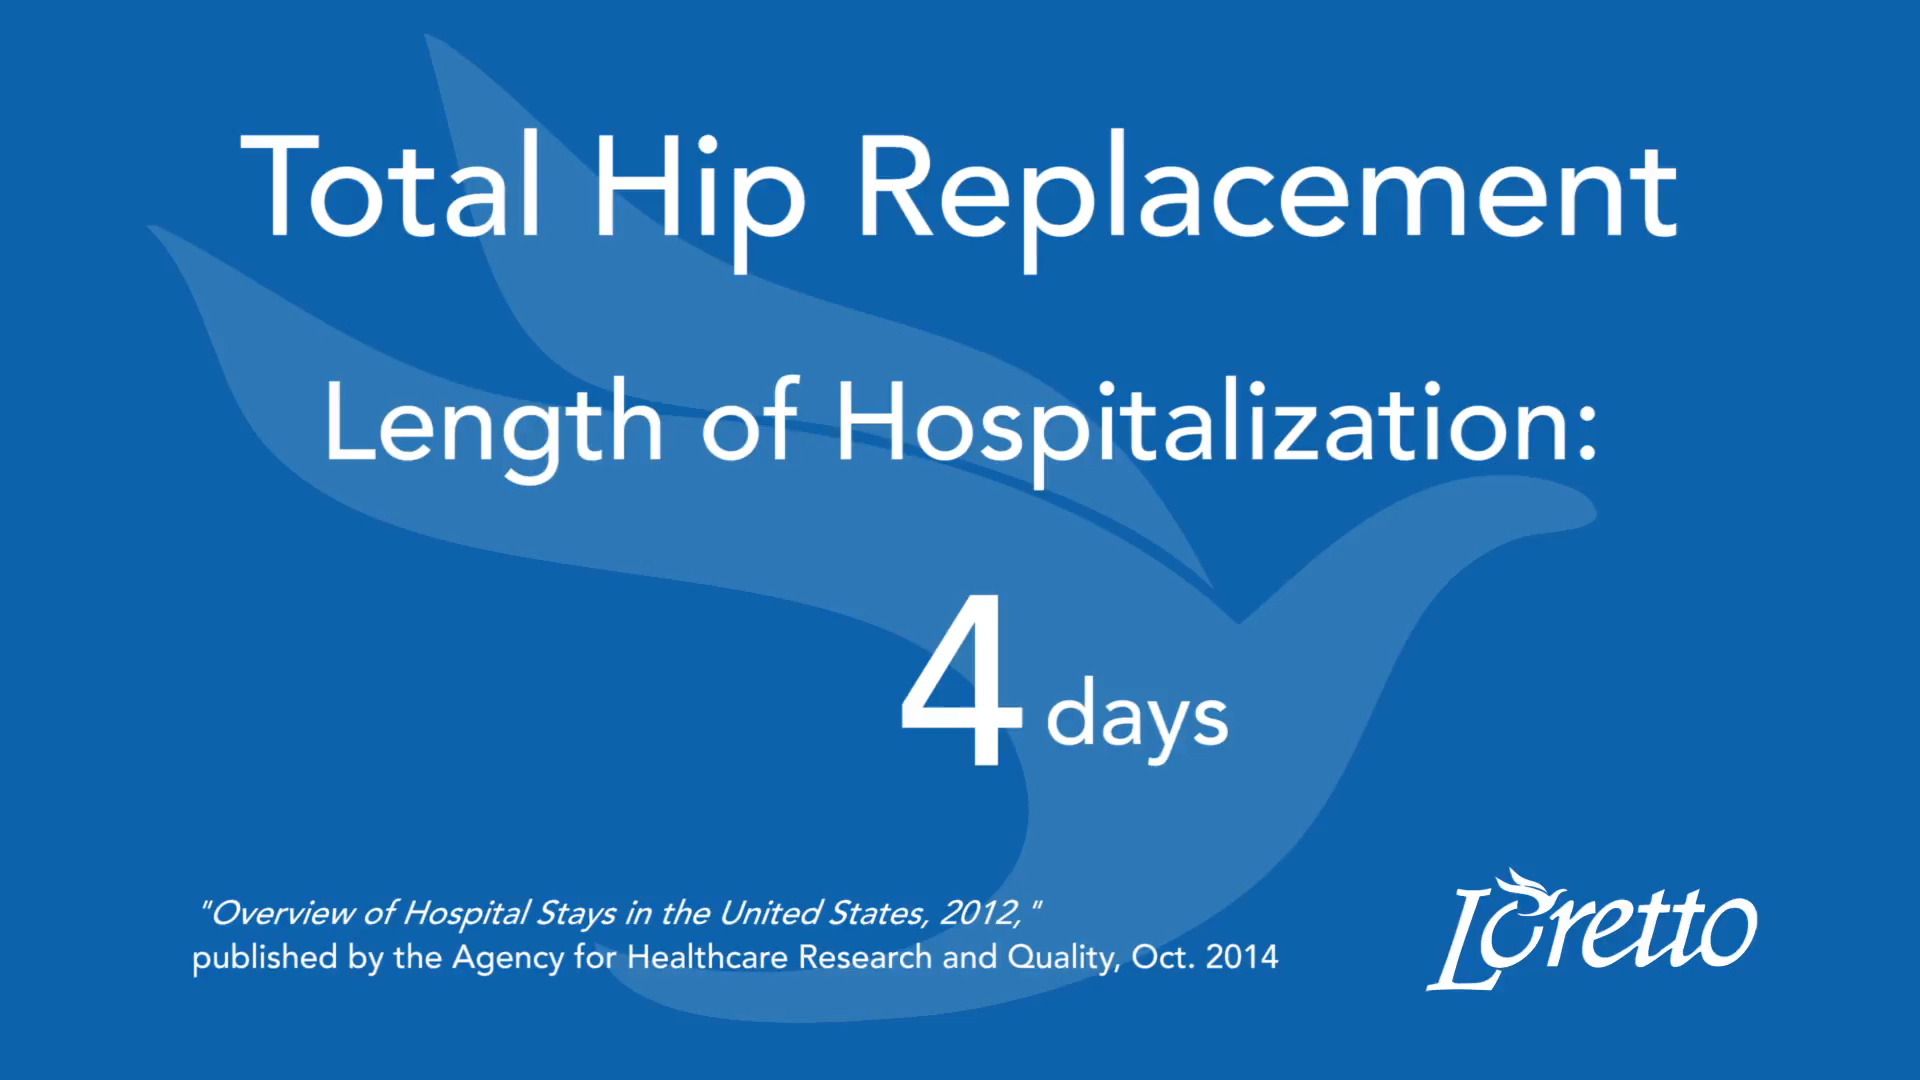 Total Hip Replacement
Length of Hospitalization:
4 days
"Overview of Hospital Stays in the United States, 2012,"
published by the Agency for Healthcare Research and Quality, Oct. 2014
Loretto